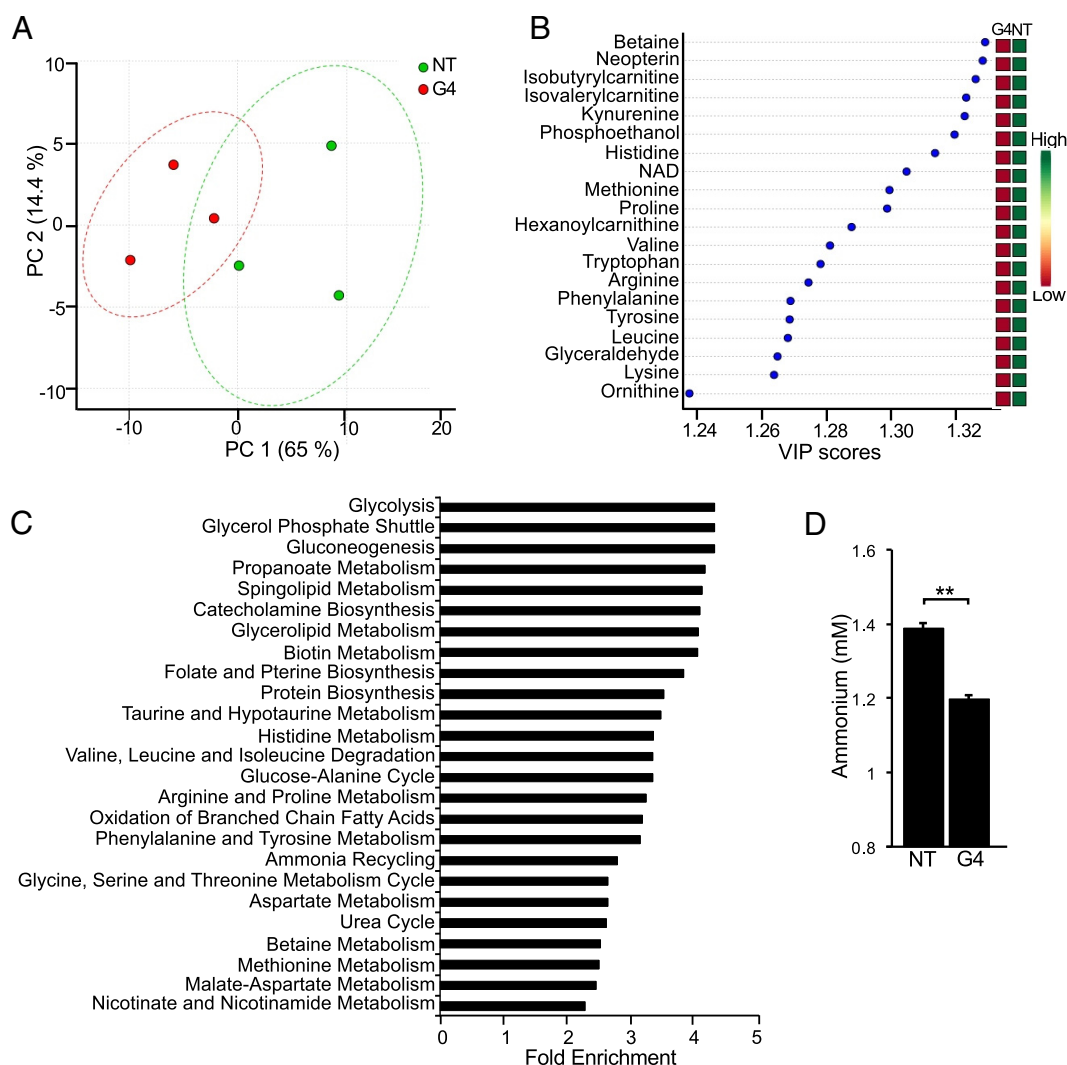 A
NT
G4
10
5
0
-5
-10
-10
0
10
20
PC 2 (14.4 %)
PC 1 (65 %)
B
G4 NT
Betaine
Neopterin
Isobutyrylcarnitine
Isovalerylcarnitine
Kynurenine
Phosphoethanol
Histidine
NAD
Methionine
Proline
Hexanoylcarnithine
Valine
Tryptophan
Arginine
Phenylalanine
Tyrosine
Leucine
Glyceraldehyde
Lysine
Ornithine
High
Low
1.24
1.26
1.28
1.30
1.32
VIP scores
C
Glycolysis
Glycerol Phosphate Shuttle
Gluconeogenesis
Propanoate Metabolism
Spingolipid Metabolism
Catecholamine Biosynthesis
Glycerolipid Metabolism
Biotin Metabolism
Folate and Pterine Biosynthesis
Protein Biosynthesis
Taurine and Hypotaurine Metabolism
Histidine Metabolism
Valine, Leucine and Isoleucine Degradation
Glucose-Alanine Cycle
Arginine and Proline Metabolism
Oxidation of Branched Chain Fatty Acids
Phenylalanine and Tyrosine Metabolism
Ammonia Recycling
Glycine, Serine and Threonine Metabolism Cycle
Aspartate Metabolism
Urea Cycle
Betaine Metabolism
Methionine Metabolism
Malate-Aspartate Metabolism
Nicotinate and Nicotinamide Metabolism
0
1
2
3
4
5
Fold Enrichment
D
1.6
1.4
1.2
1
0.8
Ammonium (mM)
**
NT
G4